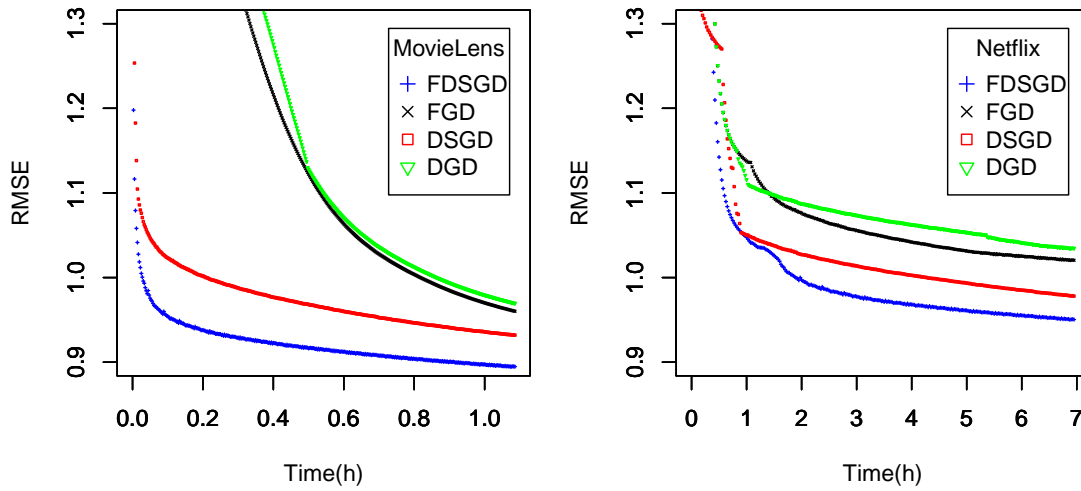 1.3
1.2
1.1
1.0
0.9
RMSE
MovieLens
FDSGD
FGD
DSGD
DGD
0.0 0.2 0.4 0.6 0.8 1.0
Time(h)
1.3
1.2
1.1
1.0
0.9
RMSE
Netflix
FDSGD
FGD
DSGD
DGD
0 1 2 3 4 5 6 7
Time(h)